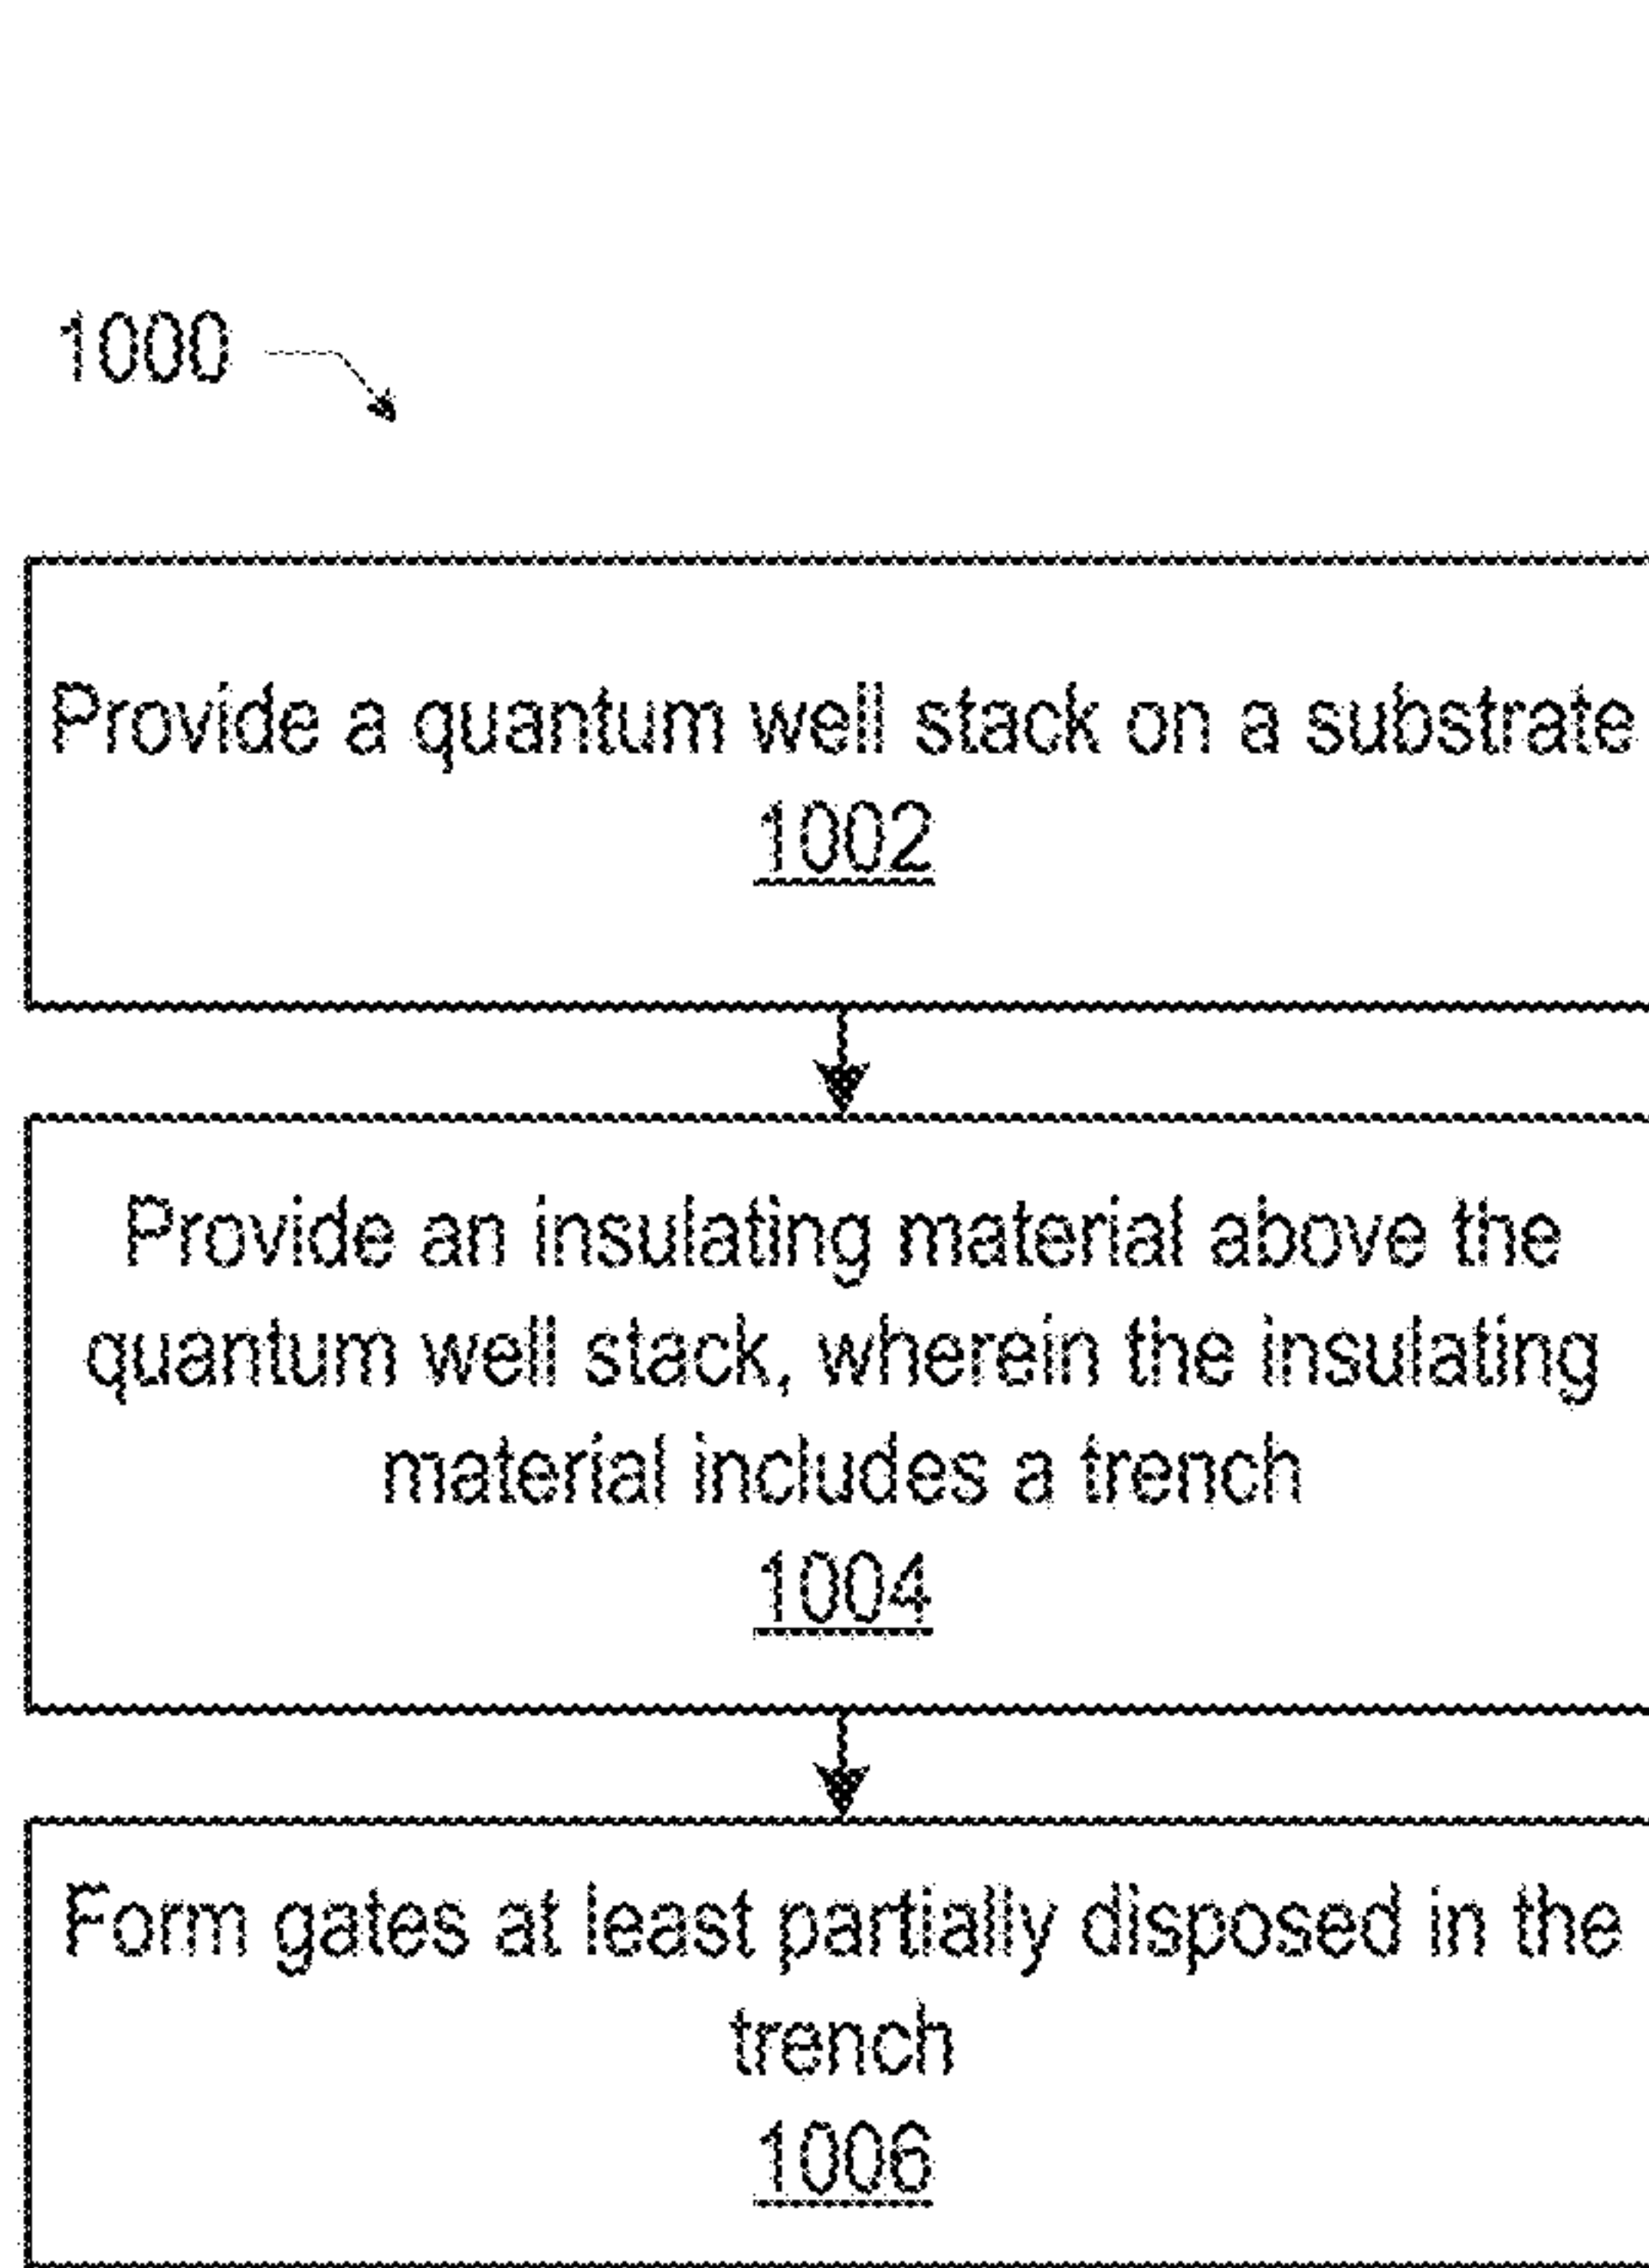 1000
Provide a quantum well stack on a substrate
1002
Provide an insulating material above the
quantum well stack, wherein the insulating
material includes a trench
1004
Form gates at least partially disposed in the
trench
1006